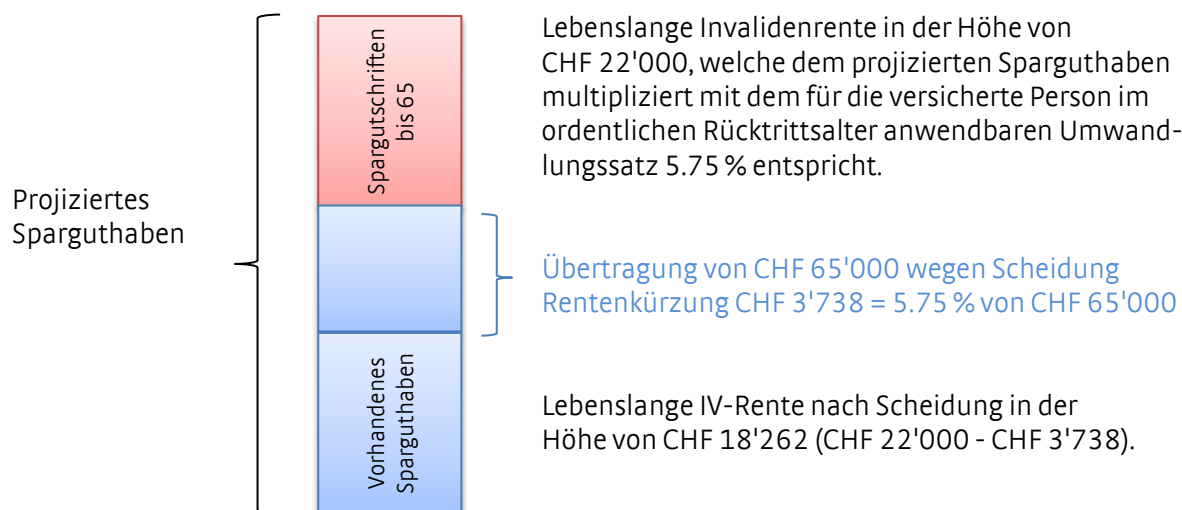 Lebenslange Invalidenrente in der Höhe von
CHF 22'000, welche dem projizierten Sparguthaben
multipliziert mit dem für die versicherte Person im
ordentlichen Rücktrittsalter anwendbaren Umwand-
lungssatz 5.75 % entspricht.
Spargutschriften
bis 65
Projiziertes
Sparguthaben
Übertragung von CHF 65'000 wegen Scheidung
Rentenkürzung CHF 3'738 = 5.75 % von CHF 65'000
Vorhandenes
Sparguthaben
Lebenslange IV-Rente nach Scheidung in der
Höhe von CHF 18'262 (CHF 22'000 - CHF 3'738).